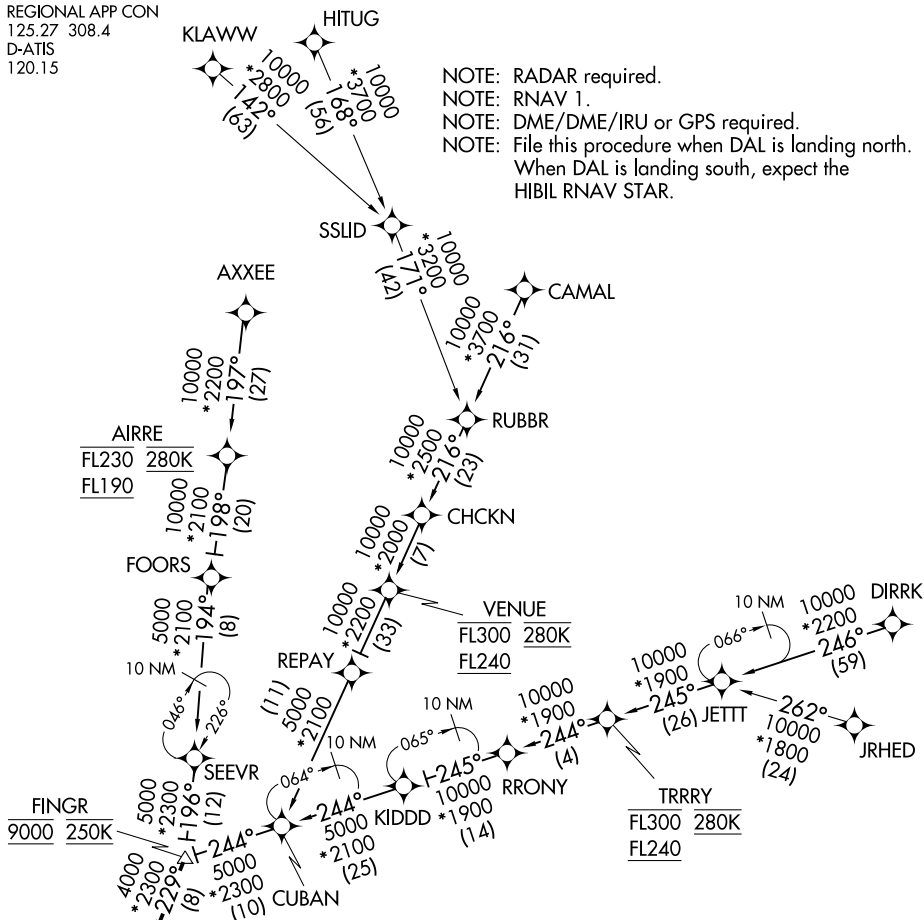 REGIONAL APP CON
125.27 308.4
D-ATIS
120.15
KLAWW
HITUG
10000
*2800
142°
(63)
10000
*3700
168°
(56)
NOTE: RADAR required.
NOTE: RNAV 1.
NOTE: DME/DME/IRU or GPS required.
NOTE: File this procedure when DAL is landing north.
When DAL is landing south, expect the
HIBIL RNAV STAR.
SSLID
10000
*3200
171°
(42)
AXXEE
CAMAL
10000
*3700
216°
(31)
10000
*2200
197°
(27)
RUBBR
AIRRE
FL230 280K
FL190
10000
*2500
216°
(23)
10000
*2100
198°
(20)
CHCKN
10000
*2000
(7)
FOORS
VENUE
FL300 280K
FL240
5000
*2100
194°
(8)
10000
*2200
(33)
DIRRK
10 NM
066°
10000
*2200
246°
(59)
REPAY
10 NM
046°
226°
(11)
5000
*2100
10000
*1900
245°
(26)
JETTT
262°
10000
*1800
(24)
JRHED
10000
*1900
244°
(4)
10 NM
065°
10 NM
064°
SEEVR
RRONY
TRRRY
FL300 280K
FL240
KIDDD
245°
10000
*1900
(14)
5000
*2300
196°
(12)
FINGR
9000 250K
244°
5000
*2100
(25)
244°
5000
*2300
(10)
CUBAN
4000
*2300
229°
(8)